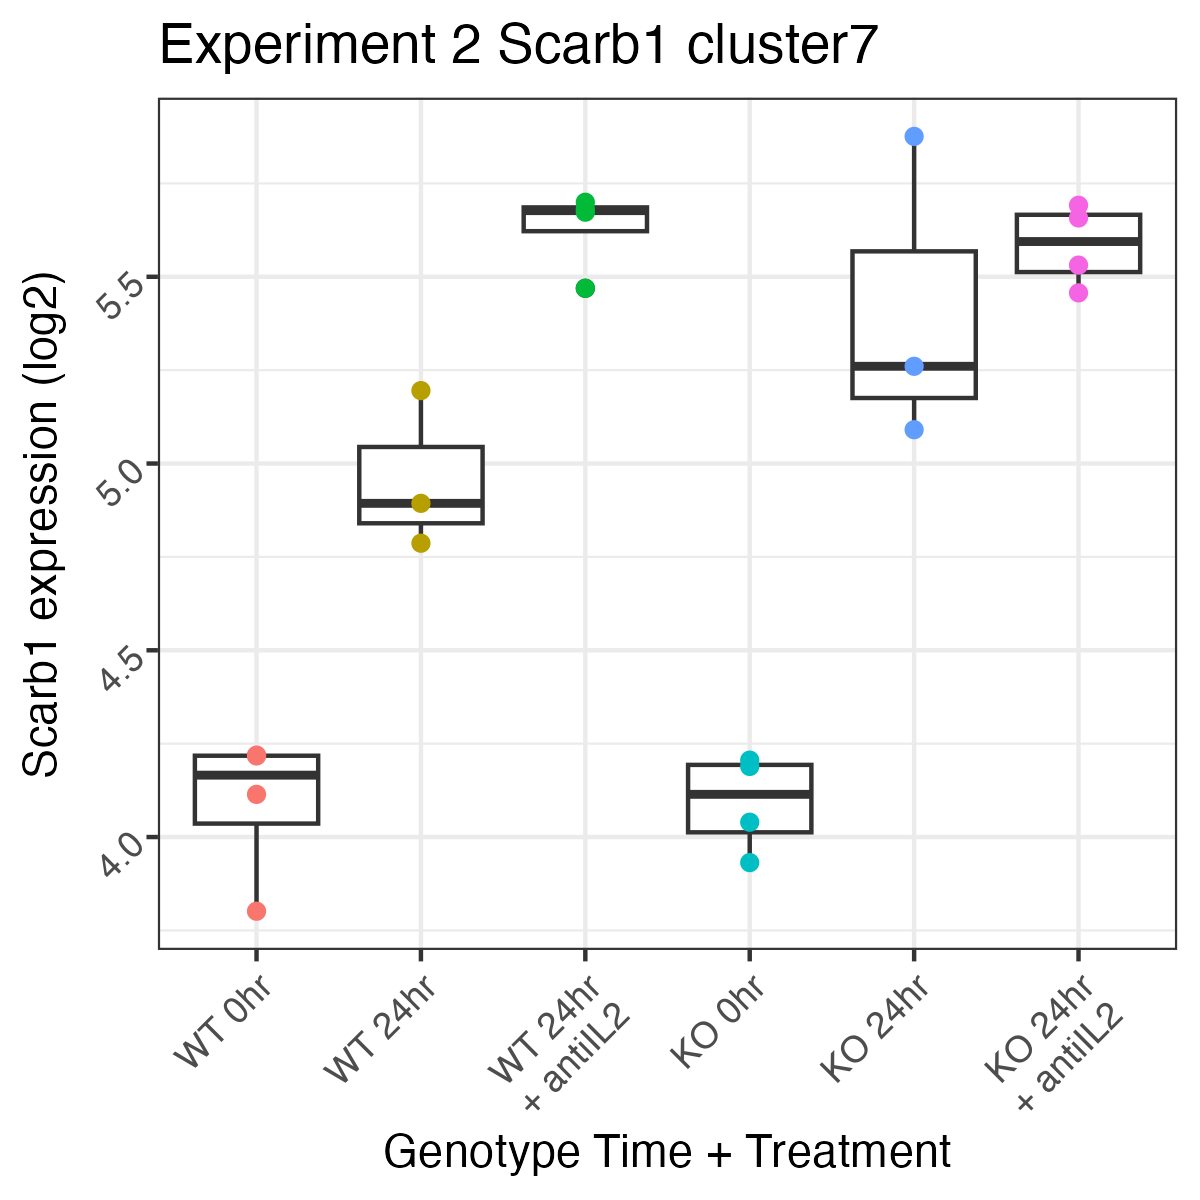 Experiment 2 Scarb1 cluster7
Scarb1 expression (log2)
5.5
5.0
4.5
4.0
WT 0hr
WT 24hr
WT 24hr
+ antiIL2
KO 0hr
KO 24hr
KO 24hr
+ antiIL2
Genotype Time + Treatment